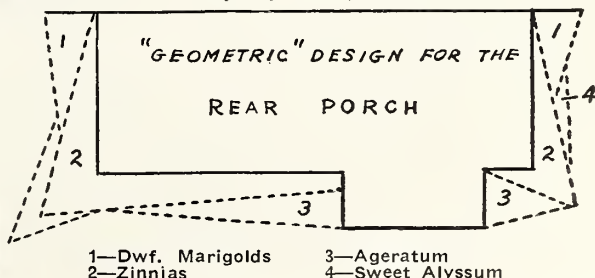 1
1
"GEOMETRIC" DESIGN FOR THE
REAR PORCH
4
2
2
3
3
1—Dwf. Marigolds
3—Ageratum
2—Zinnias
4—Sweet Alyssum